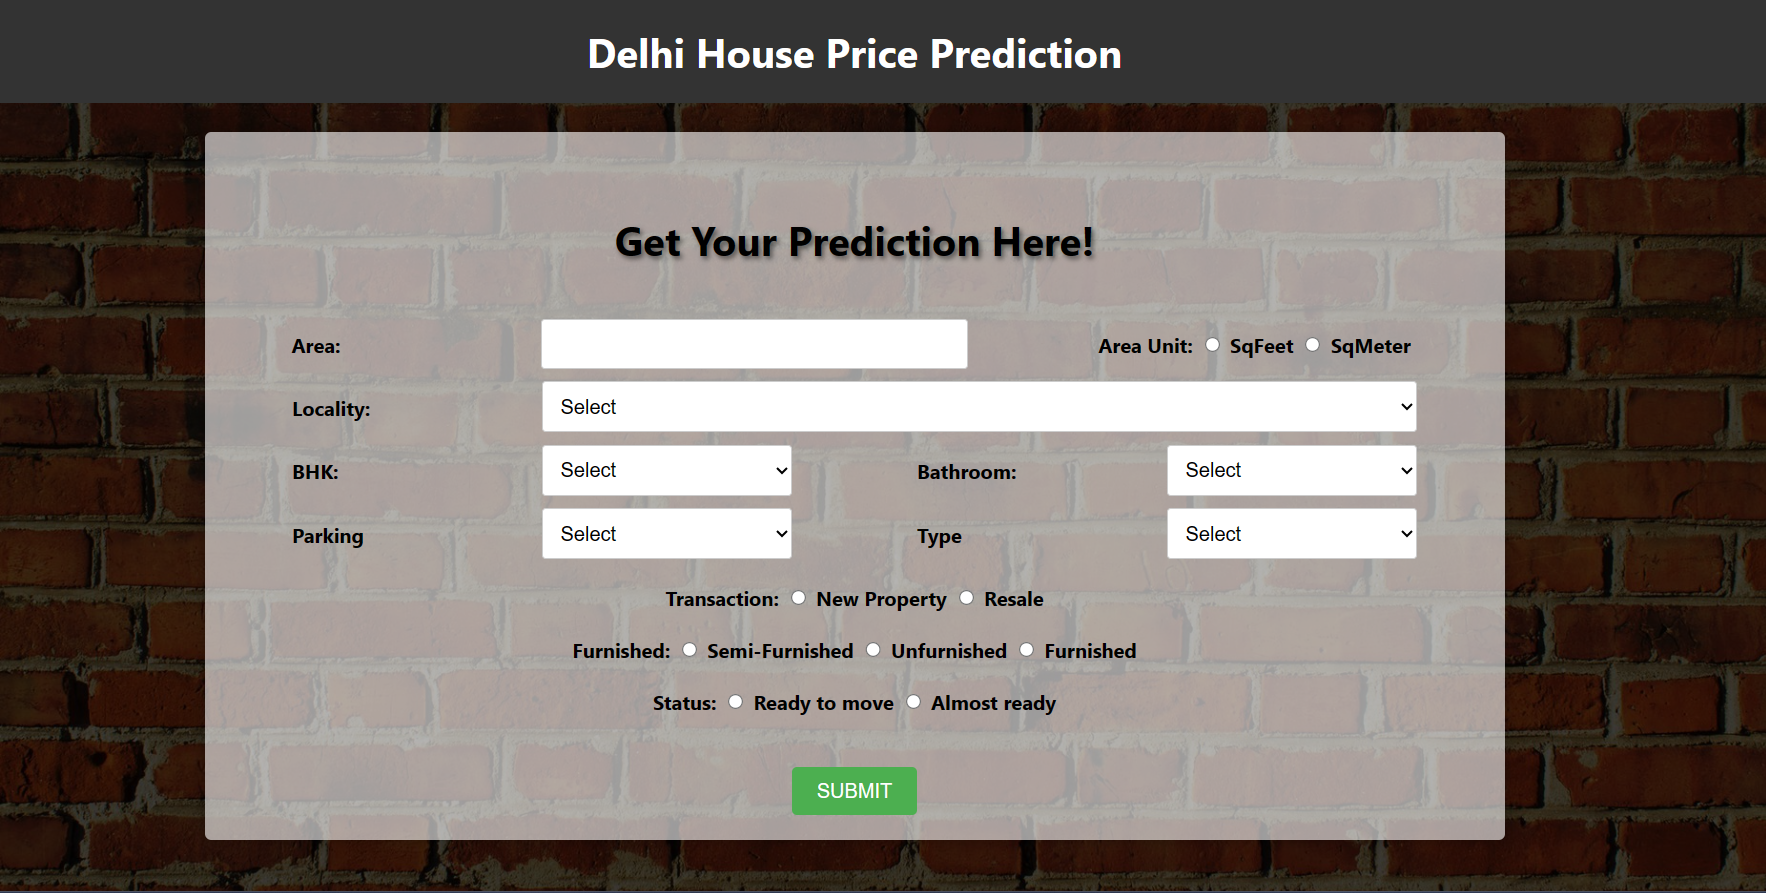 Delhi House Price Prediction
Get Your Prediction Here!
Area: Area Unit: SqFeet SqMeter
Locality: Select
BHK: Select Bathroom: Select
Parking Select Type Select
Transaction: New Property Resale
Furnished: Semi-Furnished Unfurnished Furnished
Status: Ready to move Almost ready
SUBMIT